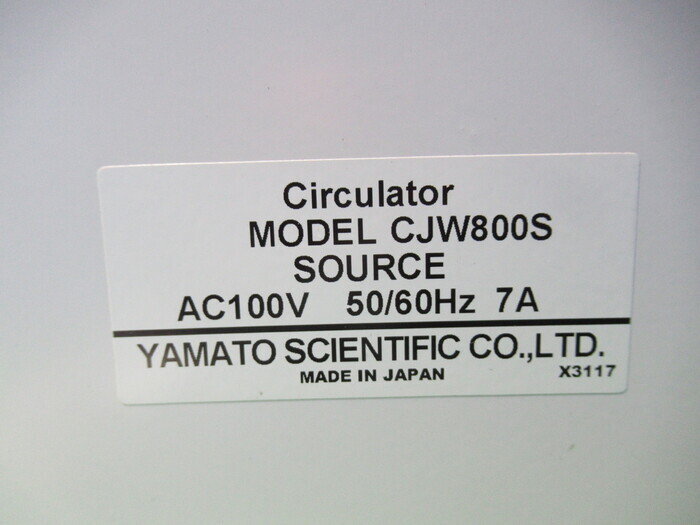 Circulator
MODEL CJW800S
SOURCE
AC100V 50/60Hz 7A
YAMATO SCIENTIFIC CO.,LTD.
MADE IN JAPAN X3117